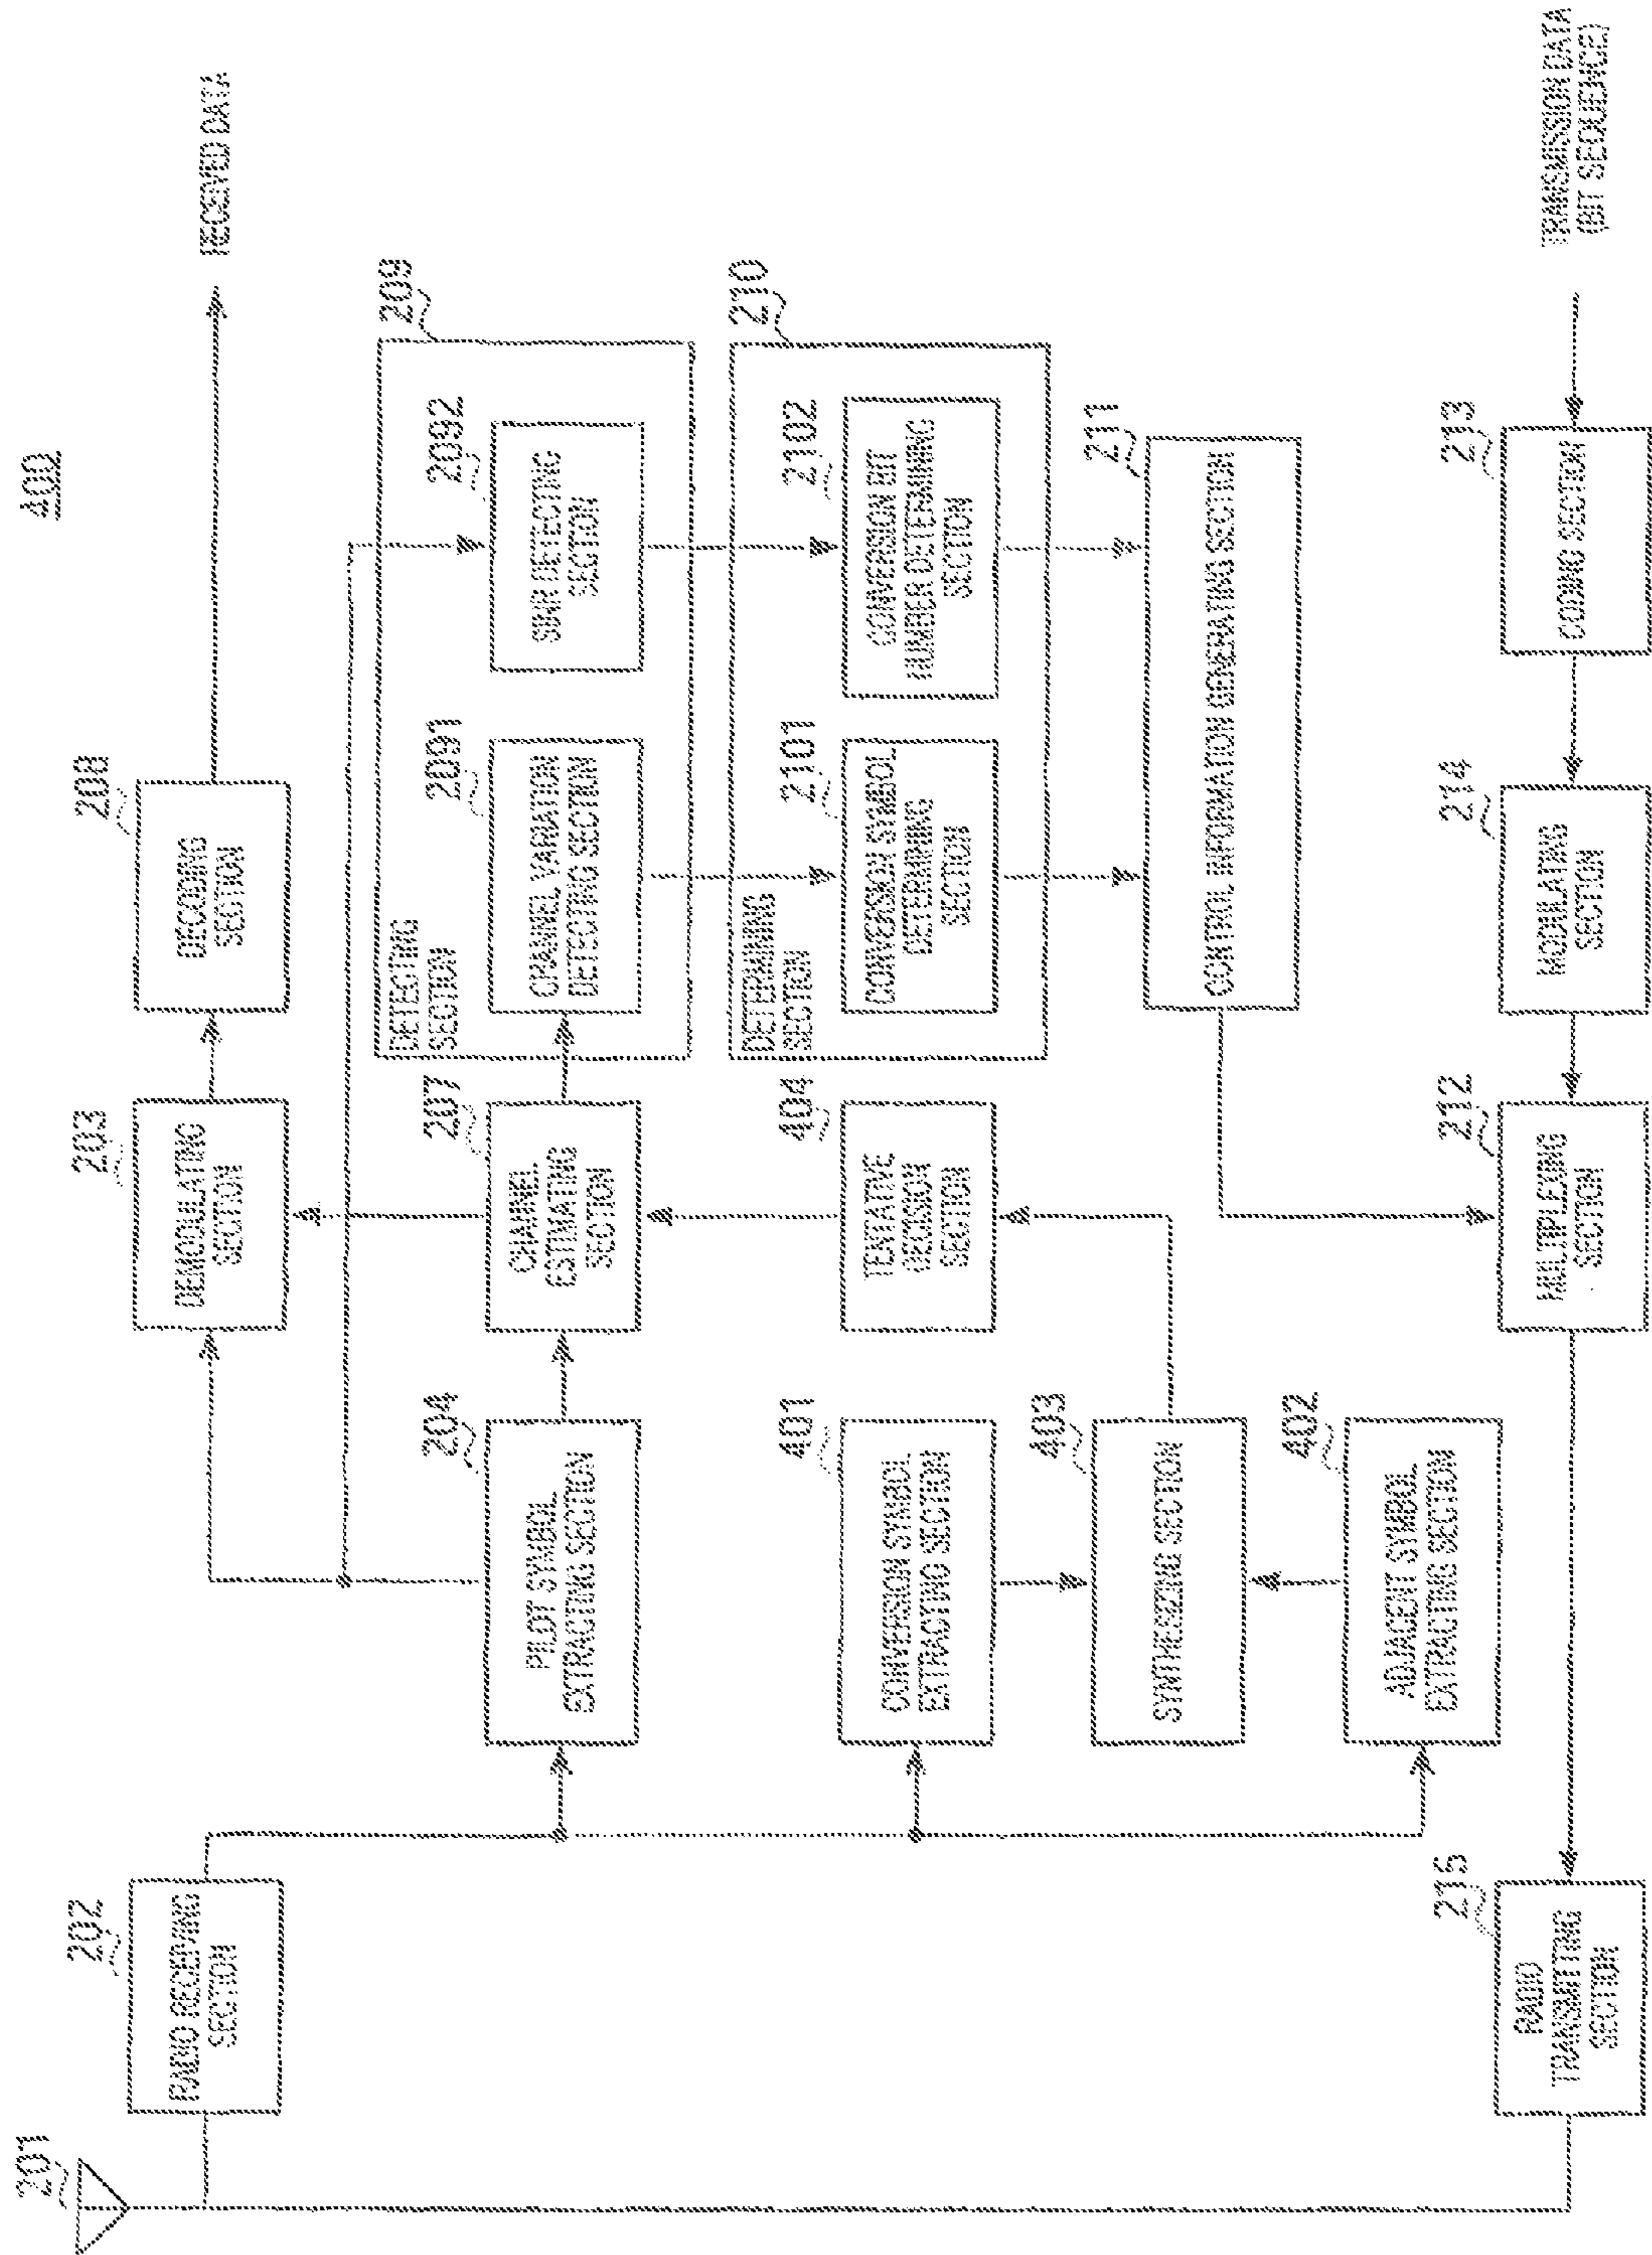 400
201
202
RADIO RECEIVING
SECTION
203
DEMODULATING
SECTION
208
DECODING
SECTION
RECEIVED DATA
204
PILOT SYMBOL
EXTRACTING SECTION
207
CHANNEL
ESTIMATING
SECTION
209
DETECTING
SECTION
2091
CHANNEL VARIATION
DETECTING SECTION
2092
SINR DETECTING
SECTION
401
CONVERSION SYMBOL
EXTRACTING SECTION
404
TENTATIVE
DECISION
SECTION
210
DETERMINING
SECTION
2101
CONVERSION SYMBOL
DETERMINING
SECTION
2102
CONVERSION BIT
NUMBER DETERMINING
SECTION
403
SYNTHESIZING SECTION
211
CONTROL INFORMATION GENERATING SECTION
402
ADJACENT SYMBOL
EXTRACTING SECTION
215
RADIO
TRANSMITTING
SECTION
212
MULTIPLEXING
SECTION
214
MODULATING
SECTION
213
CODING SECTION
TRANSMISSION DATA
(BIT SEQUENCE)